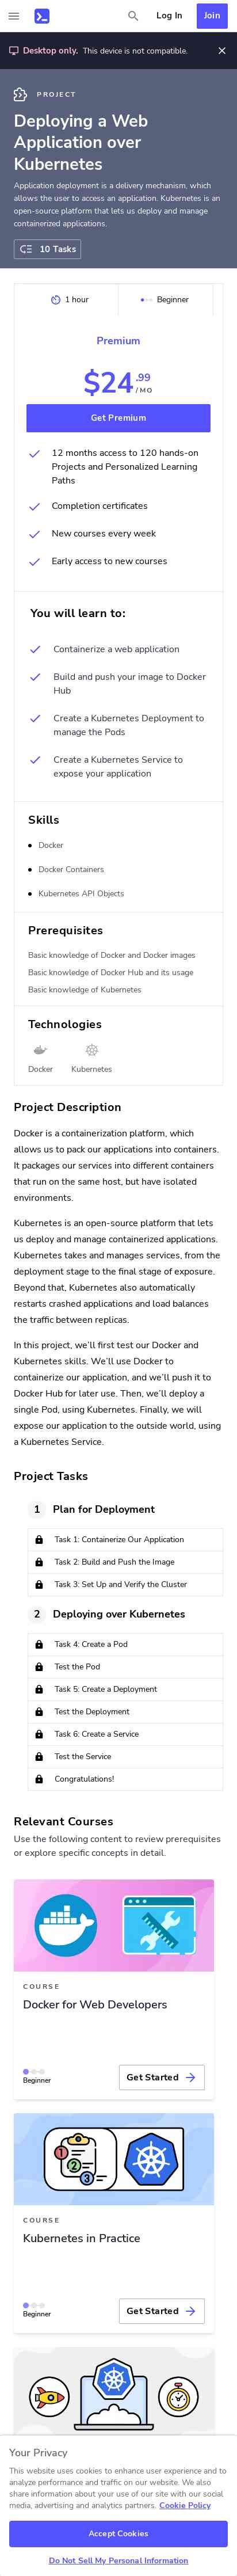 Log In
Join
Desktop only. This device is not compatible.
PROJECT
Deploying a Web
Application over
Kubernetes
Application deployment is a delivery mechanism, which
allows the user to access an application. Kubernetes is an
open-source platform that lets us deploy and manage
containerized applications.
10 Tasks
1 hour
Beginner
Premium
$24.99
/MO
Get Premium
12 months access to 120 hands-on
Projects and Personalized Learning
Paths
Completion certificates
New courses every week
Early access to new courses
You will learn to:
Containerize a web application
Build and push your image to Docker
Hub
Create a Kubernetes Deployment to
manage the Pods
Create a Kubernetes Service to
expose your application
Skills
Docker
Docker Containers
Kubernetes API Objects
Prerequisites
Basic knowledge of Docker and Docker images
Basic knowledge of Docker Hub and its usage
Basic knowledge of Kubernetes
Technologies
Docker
Kubernetes
Project Description
Docker is a containerization platform, which
allows us to pack our applications into containers.
It packages our services into different containers
that run on the same host, but have isolated
environments.
Kubernetes is an open-source platform that lets
us deploy and manage containerized applications.
Kubernetes takes and manages services, from the
deployment stage to the final stage of exposure.
Beyond that, Kubernetes also automatically
restarts crashed applications and load balances
the traffic between replicas.
In this project, we’ll first test our Docker and
Kubernetes skills. We’ll use Docker to
containerize our application, and we’ll push it to
Docker Hub for later use. Then, we’ll deploy a
single Pod, using Kubernetes. Finally, we will
expose our application to the outside world, using
a Kubernetes Service.
Project Tasks
1 Plan for Deployment
Task 1: Containerize Our Application
Task 2: Build and Push the Image
Task 3: Set Up and Verify the Cluster
2 Deploying over Kubernetes
Task 4: Create a Pod
Test the Pod
Task 5: Create a Deployment
Test the Deployment
Task 6: Create a Service
Test the Service
Congratulations!
Relevant Courses
Use the following content to review prerequisites
or explore specific concepts in detail.
COURSE
Docker for Web Developers
Beginner
Get Started
COURSE
Kubernetes in Practice
Beginner
Get Started
Your Privacy
This website uses cookies to enhance user experience and to
analyze performance and traffic on our website. We also
share information about your use of our site with our social
media, advertising and analytics partners. Cookie Policy
Accept Cookies
Do Not Sell My Personal Information